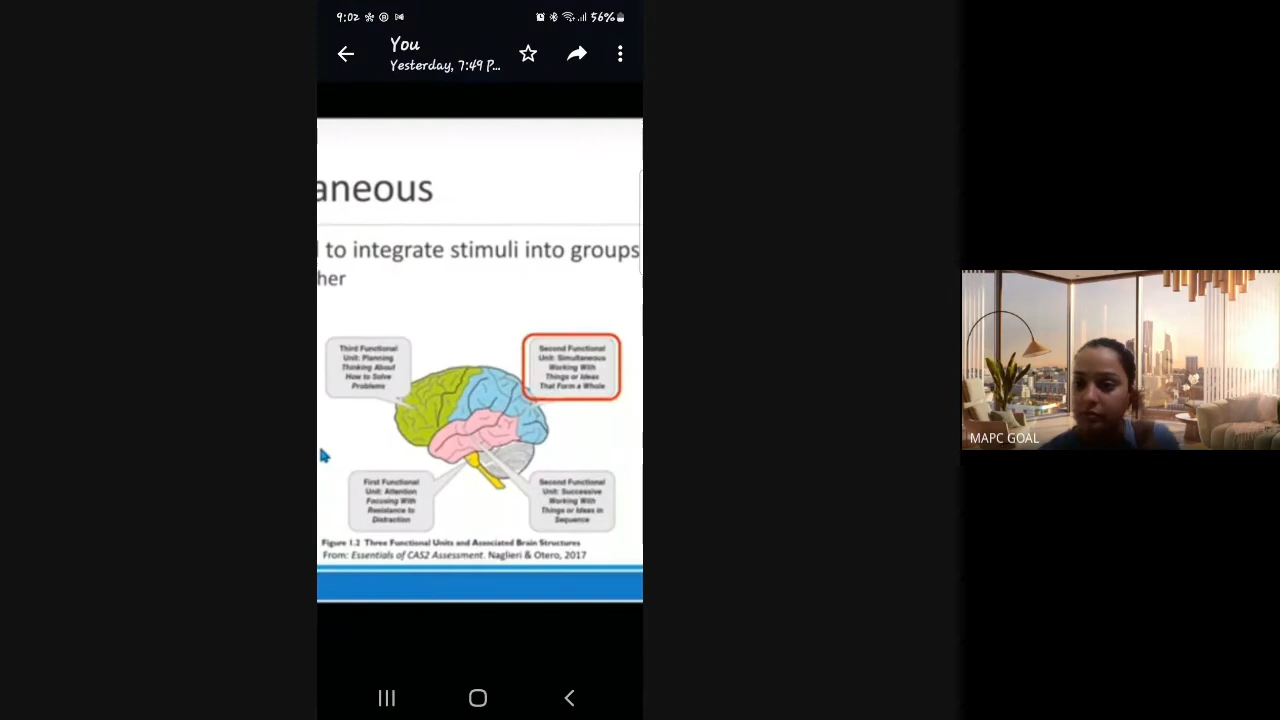 9:02
56%
You
Yesterday, 7:49 P...
aneous
to integrate stimuli into groups
her
Third Functional
Unit: Planning
Thinking About
How to Solve
Problems
Second Functional
Unit: Simultaneous
Working With
Things or Ideas
That Form a Whole
First Functional
Unit: Attention
Focusing With
Resistance to
Distraction
Second Functional
Unit: Successive
Working With
Things or Ideas in
Sequence
Figure 1.2 Three Functional Units and Associated Brain Structures
From: Essentials of CAS2 Assessment. Naglieri & Otero, 2017
MAPC GOAL